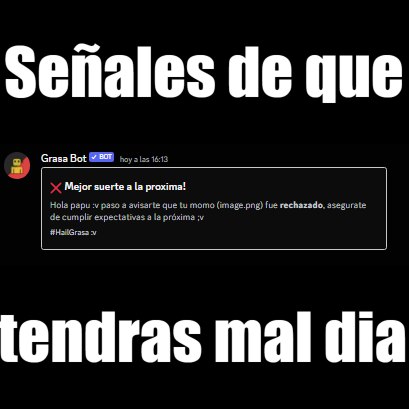 Señales de que
Grasa Bot ✓ BOT hoy a las 16:13
❌ Mejor suerte a la proxima!
Hola papu :v paso a avisarte que tu momo (image.png) fue rechazado, asegurate
de cumplir expectativas a la próxima ;v
#HailGrasa :v
tendras mal dia